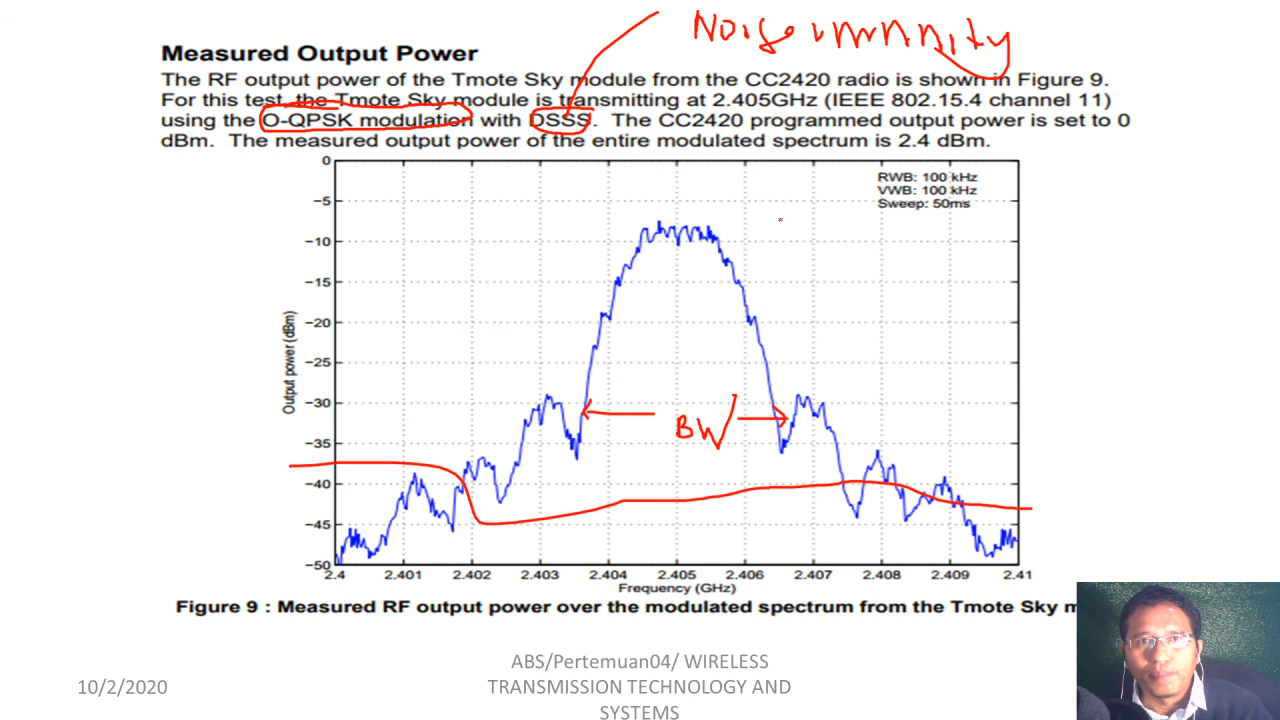 Noise immunity
Measured Output Power
The RF output power of the Tmote Sky module from the CC2420 radio is shown in Figure 9.
For this test, the Tmote Sky module is transmitting at 2.405GHz (IEEE 802.15.4 channel 11)
using the O-QPSK modulation with DSSS. The CC2420 programmed output power is set to 0
dBm. The measured output power of the entire modulated spectrum is 2.4 dBm.
0
RWB: 100 kHz
VWB: 100 kHz
Sweep: 50ms
−5
−10
−15
−20
−25
−30
−35
−40
−45
−50
Output power (dBm)
BW
2.4 2.401 2.402 2.403 2.404 2.405 2.406 2.407 2.408 2.409 2.41
Frequency (GHz)
Figure 9 : Measured RF output power over the modulated spectrum from the Tmote Sky m
10/2/2020
ABS/Pertemuan04/ WIRELESS
TRANSMISSION TECHNOLOGY AND
SYSTEMS